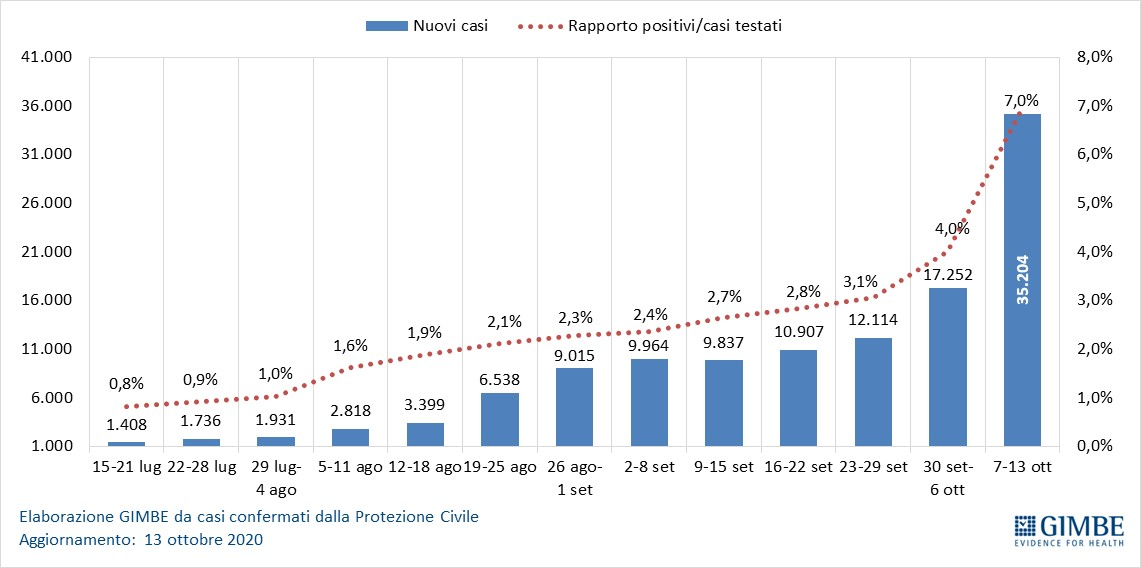 Nuovi casi Rapporto positivi/casi testati
41.000 8,0%
36.000 7,0% 7,0%
31.000 6,0%
26.000 5,0%
21.000 4,0% 4,0%
16.000 17.252 35.204 3,0%
11.000 2,0%
6.000 1,0%
1.000 0,0%
0,8% 0,9% 1,0% 1,6% 1,9% 2,1% 2,3% 2,4% 2,7% 2,8% 3,1%
1.408 1.736 1.931 2.818 3.399 6.538 9.015 9.964 9.837 10.907 12.114
15-21 lug 22-28 lug 29 lug- 5-11 ago 12-18 ago 19-25 ago 26 ago- 2-8 set 9-15 set 16-22 set 23-29 set 30 set- 7-13 ott
4 ago 1 set 6 ott
Elaborazione GIMBE da casi confermati dalla Protezione Civile
Aggiornamento: 13 ottobre 2020
GIMBE
EVIDENCE FOR HEALTH